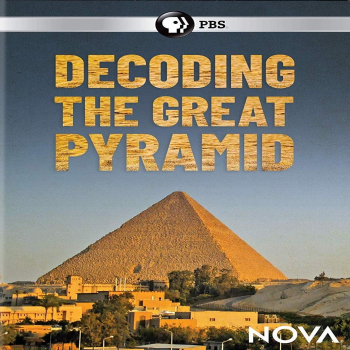 PBS.
DECODING
THE GREAT
PYRAMID
NOVA